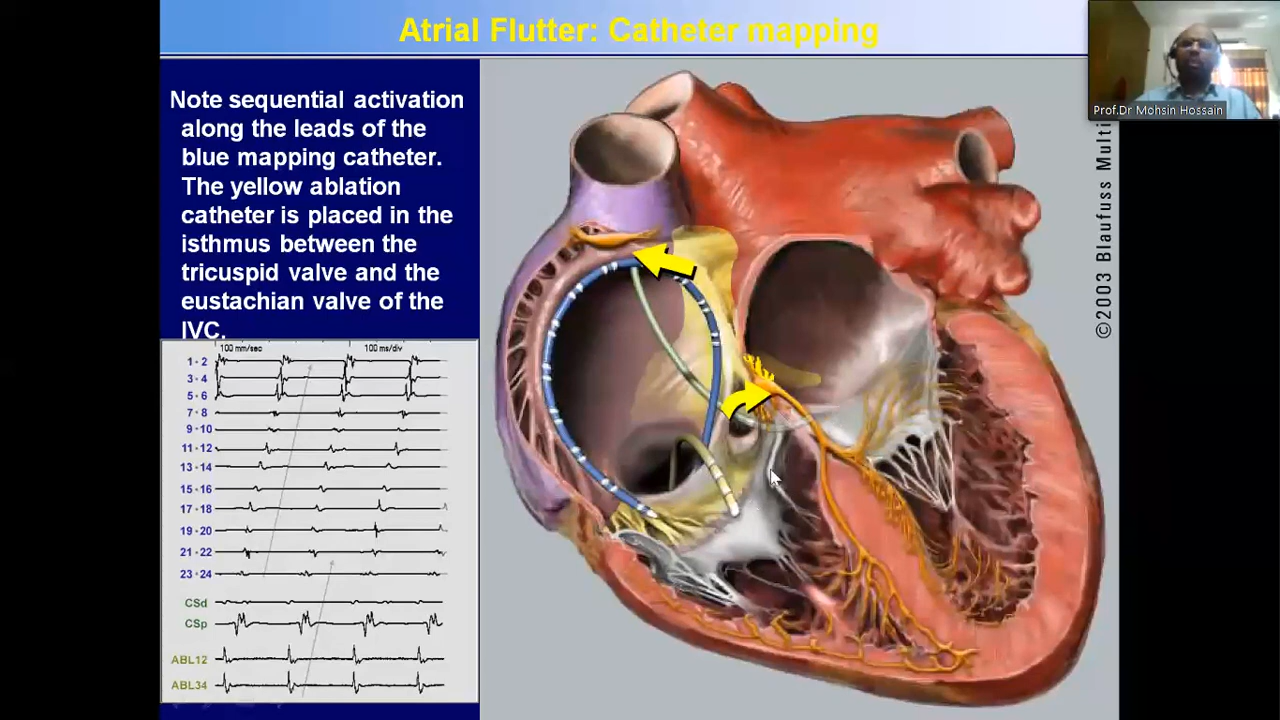 Atrial Flutter: Catheter mapping
Prof.Dr Mohsin Hossain
Note sequential activation
along the leads of the
blue mapping catheter.
The yellow ablation
catheter is placed in the
isthmus between the
tricuspid valve and the
eustachian valve of the
IVC.
100 mm/sec 100 ms/div
1 - 2
3 - 4
5 - 6
7 - 8
9 - 10
11 - 12
13 - 14
15 - 16
17 - 18
19 - 20
21 - 22
23 - 24
CSd
CSp
ABL12
ABL34
©2003 Blaufuss Multi